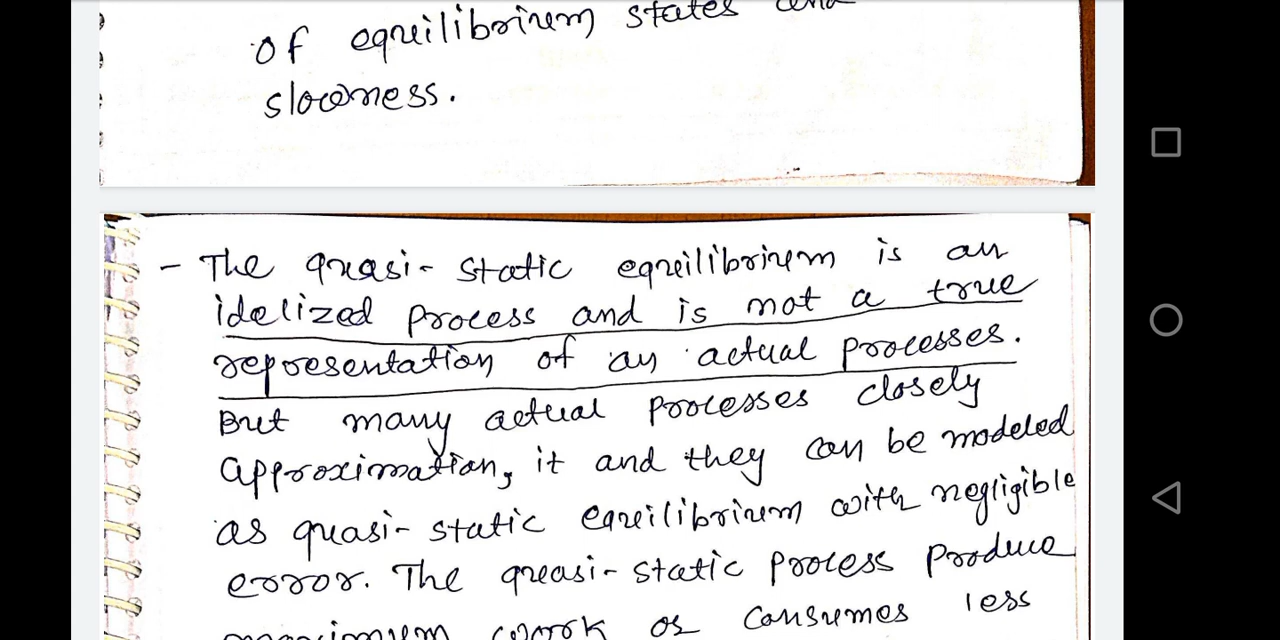 of equilibrium states and
slowness.
- The quasi-static equilibrium is an
idelized process and is not a true
representation of an actual processes.
But many actual processes closely
approximation, it and they can be modeled
as quasi-static equilibrium with negligible
error. The quasi-static process produce
maximum work or consumes less